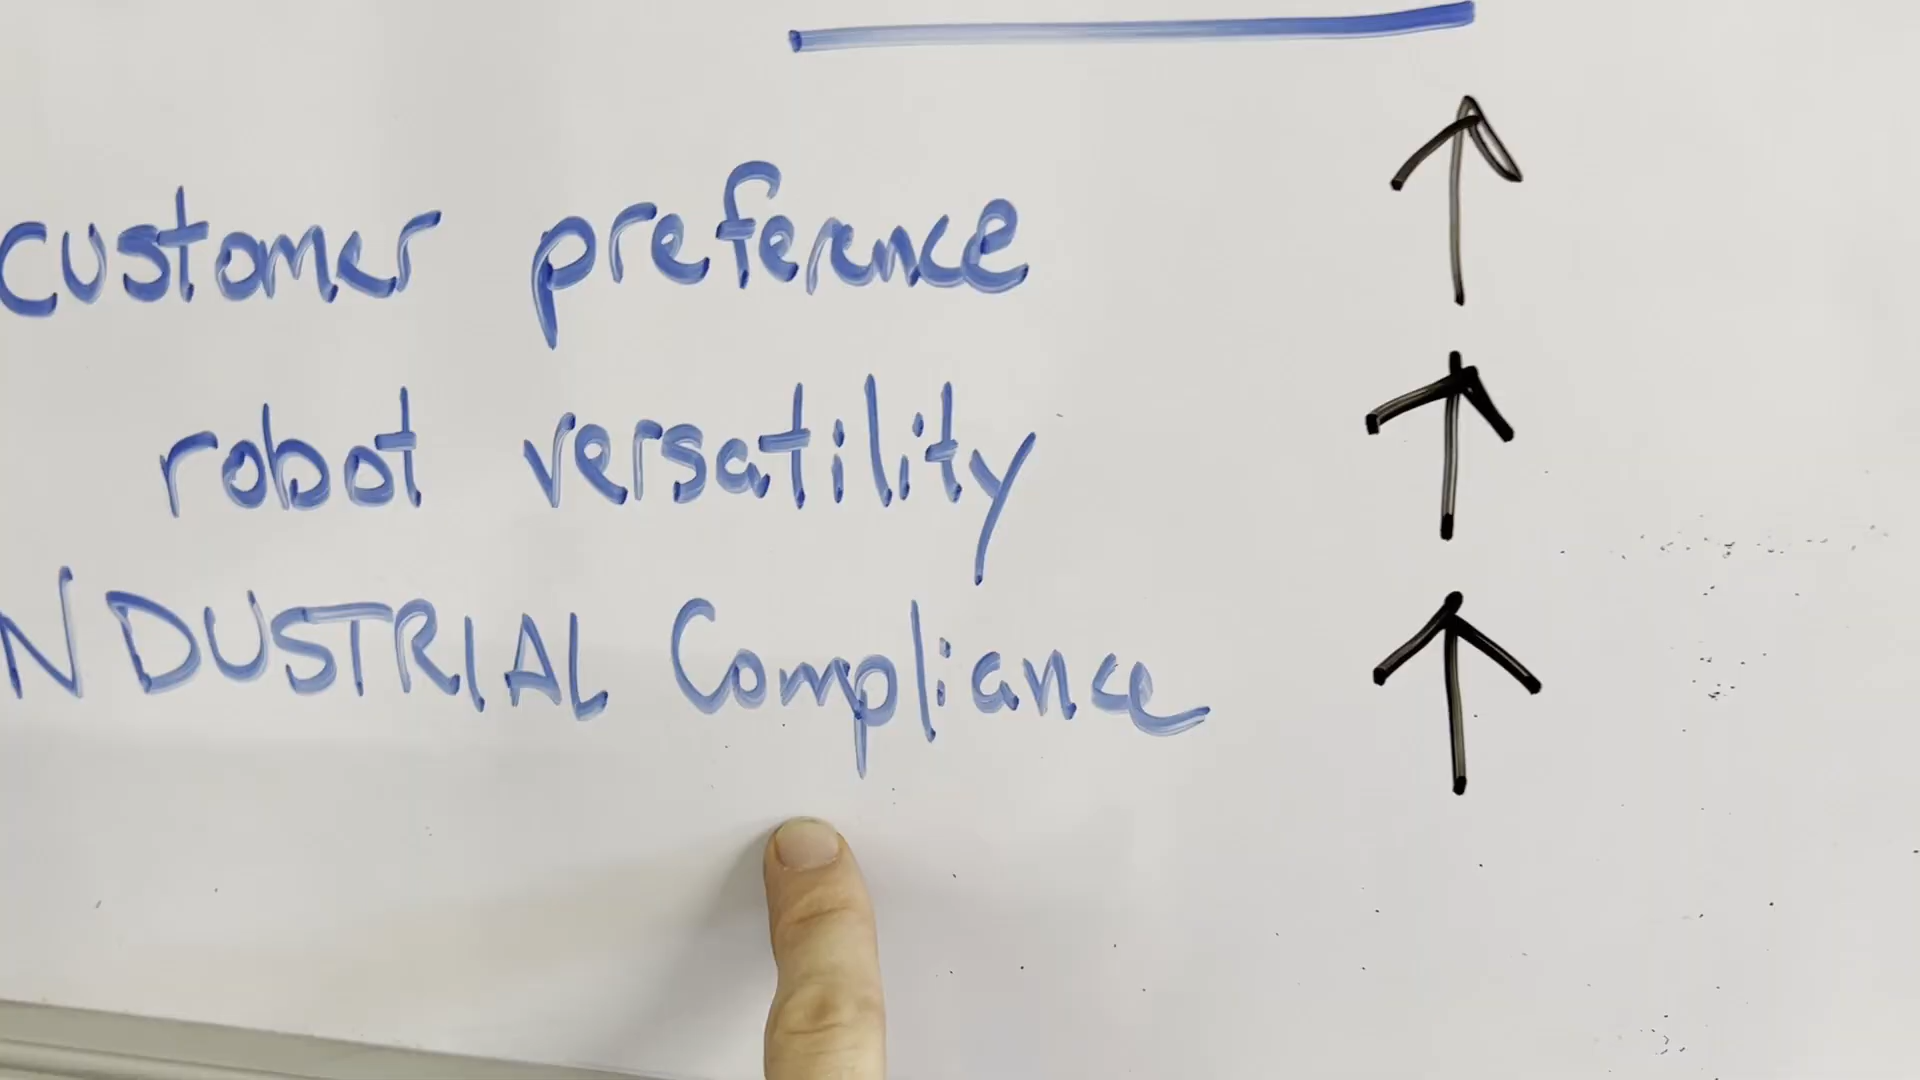 customer preference ↑
robot versatility ↑
NDUSTRIAL Compliance ↑